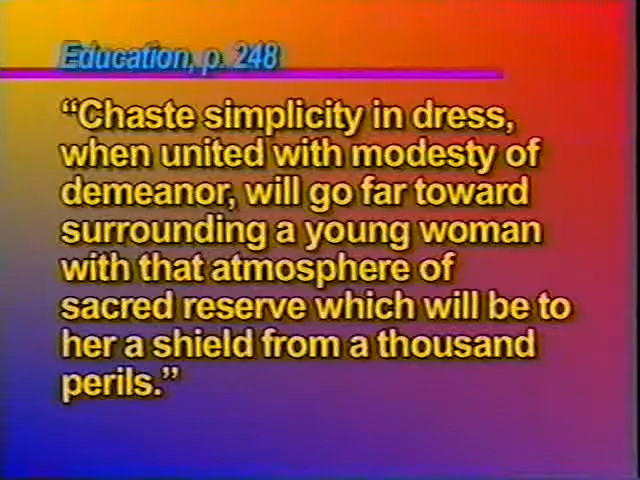 Education, p. 248
“Chaste simplicity in dress,
when united with modesty of
demeanor, will go far toward
surrounding a young woman
with that atmosphere of
sacred reserve which will be to
her a shield from a thousand
perils.”